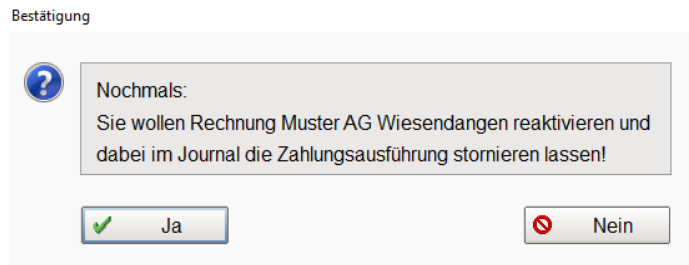 Bestätigung
Nochmals:
Sie wollen Rechnung Muster AG Wiesendangen reaktivieren und
dabei im Journal die Zahlungsausführung stornieren lassen!
Ja
Nein